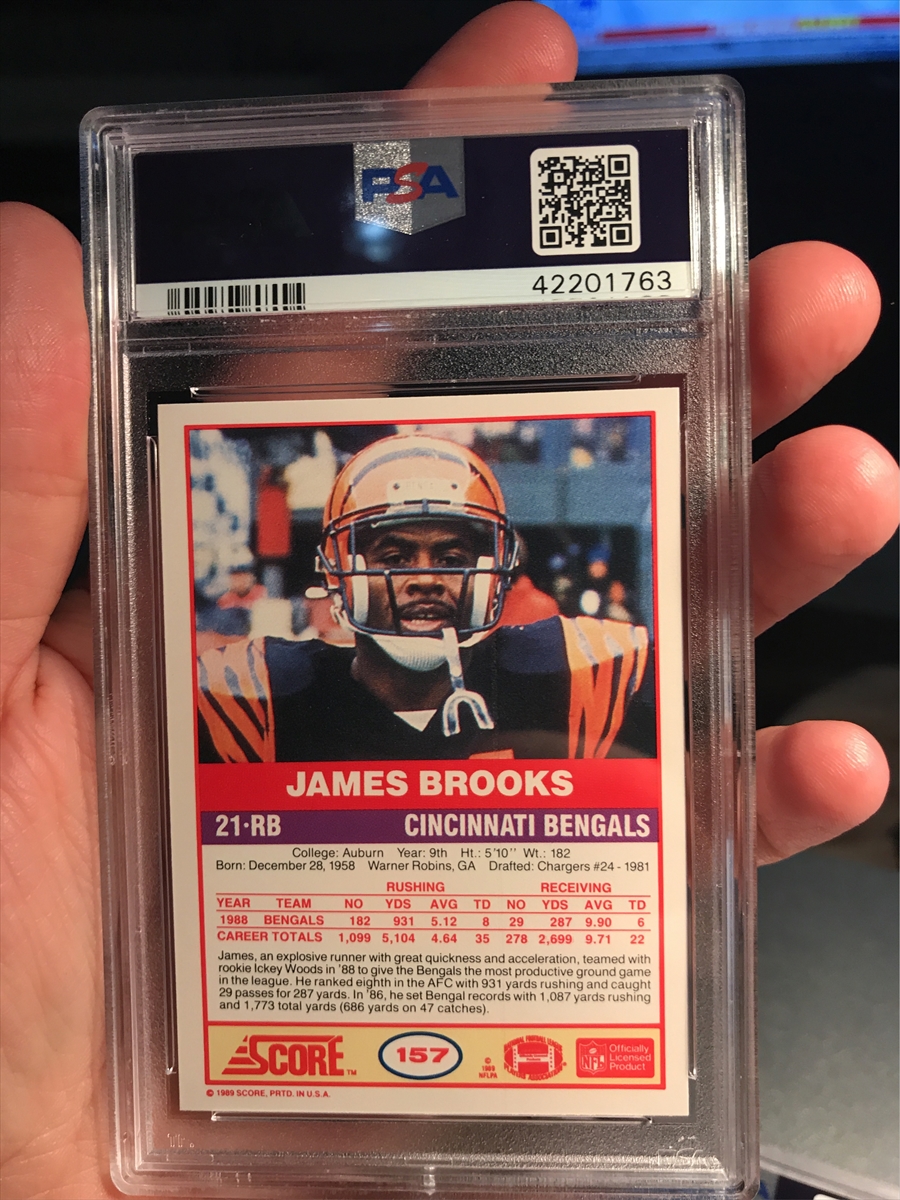 PSA
42201763
JAMES BROOKS
21·RB CINCINNATI BENGALS
College: Auburn Year: 9th Ht.: 5'10'' Wt.: 182
Born: December 28, 1958 Warner Robins, GA Drafted: Chargers #24 - 1981
RUSHING RECEIVING
YEAR TEAM NO YDS AVG TD NO YDS AVG TD
1988 BENGALS 182 931 5.12 8 29 287 9.90 6
CAREER TOTALS 1,099 5,104 4.64 35 278 2,699 9.71 22
James, an explosive runner with great quickness and acceleration, teamed with
rookie Ickey Woods in '88 to give the Bengals the most productive ground game
in the league. He ranked eighth in the AFC with 931 yards rushing and caught
29 passes for 287 yards. In '86, he set Bengal records with 1,087 yards rushing
and 1,773 total yards (686 yards on 47 catches).
SCORE™
157
© 1989 NFLPA
NFL
Officially
Licensed
Product
© 1989 SCORE, PRTD. IN U.S.A.